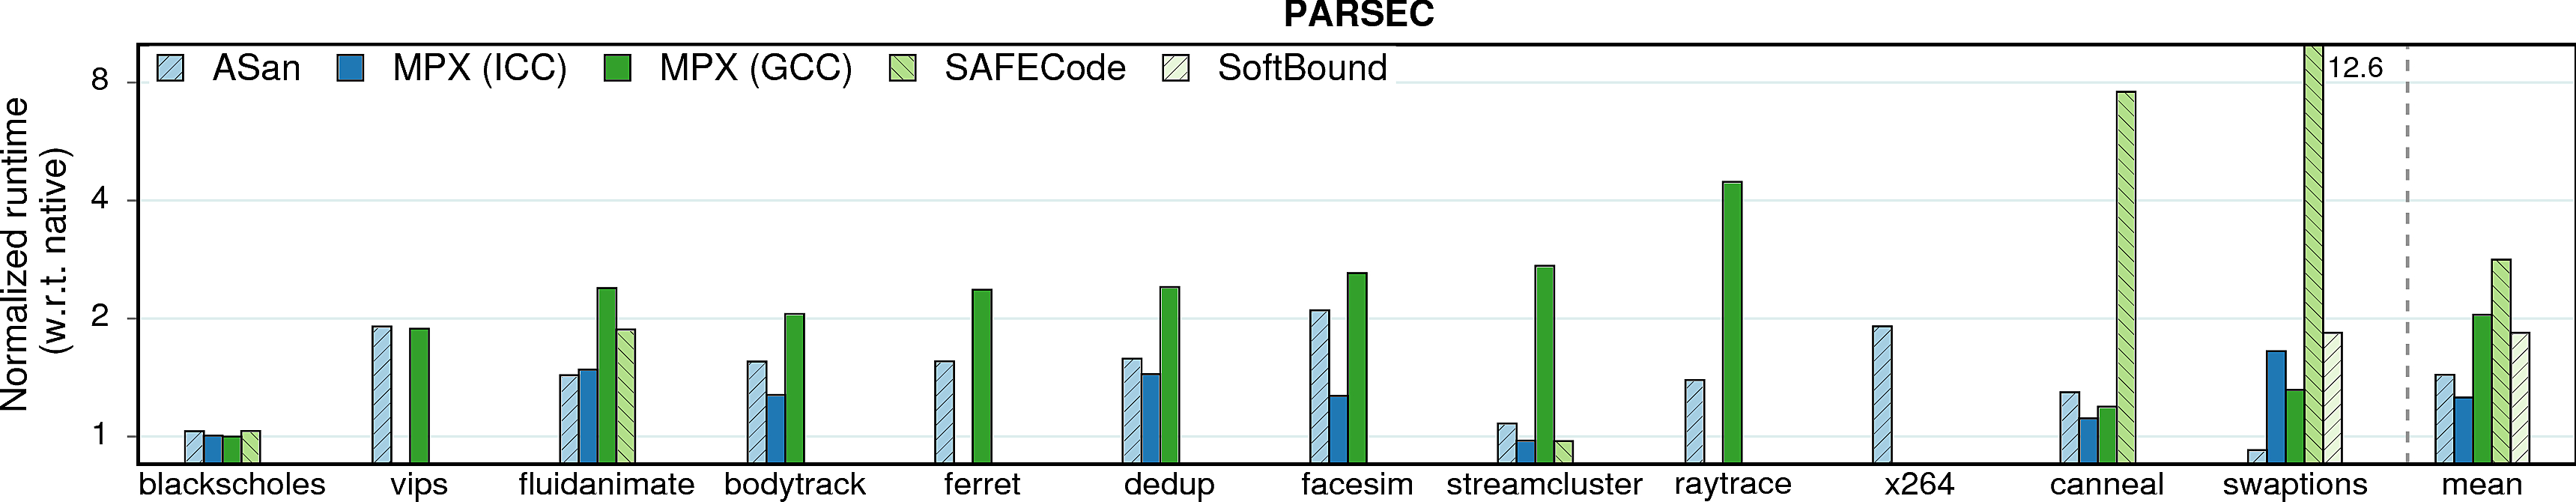 PARSEC
ASan MPX (ICC) MPX (GCC) SAFECode SoftBound
12.6
8
4
2
1
Normalized runtime
(w.r.t. native)
blackscholes vips fluidanimate bodytrack ferret dedup facesim streamcluster raytrace x264 canneal swaptions mean